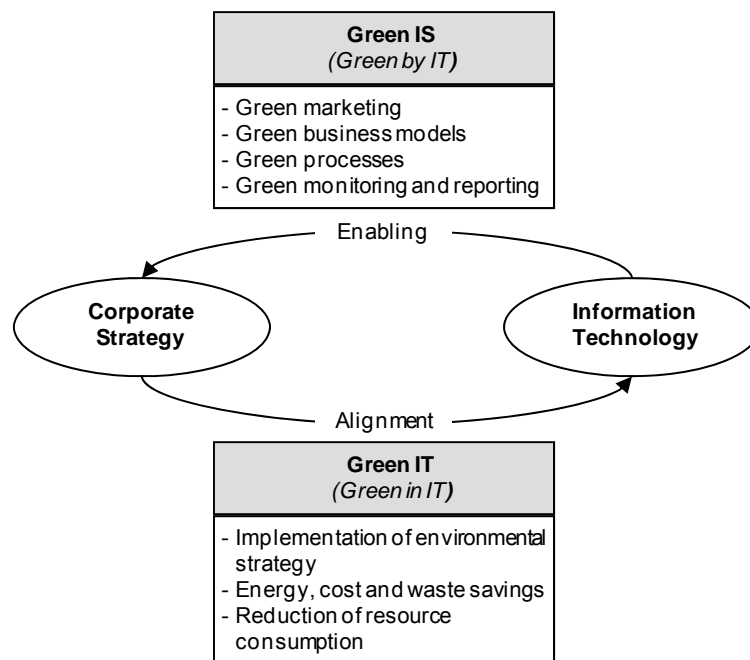 Green IS
(Green by IT)
- Green marketing
- Green business models
- Green processes
- Green monitoring and reporting
Enabling
Corporate
Strategy
Information
Technology
Alignment
Green IT
(Green in IT)
- Implementation of environmental
strategy
- Energy, cost and waste savings
- Reduction of resource
consumption